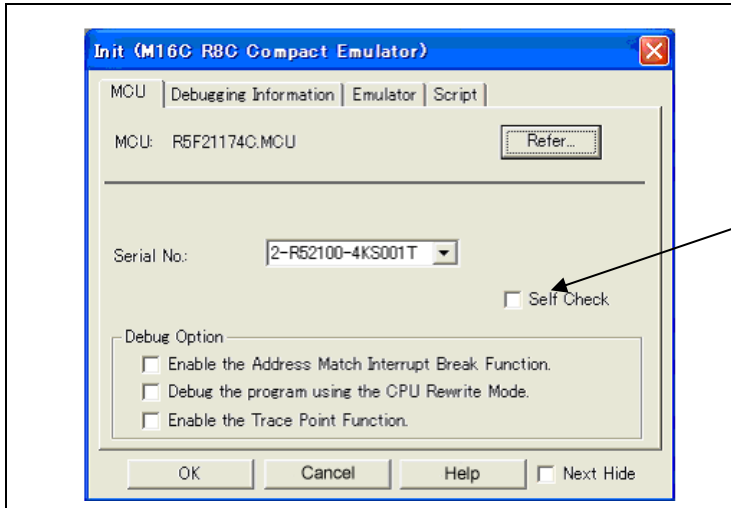 Init (M16C R8C Compact Emulator)
MCU Debugging Information Emulator Script
MCU: R5F21174C.MCU Refer...
Serial No.: 2-R52100-4KS001T
Self Check
Debug Option
Enable the Address Match Interrupt Break Function.
Debug the program using the CPU Rewrite Mode.
Enable the Trace Point Function.
OK Cancel Help Next Hide